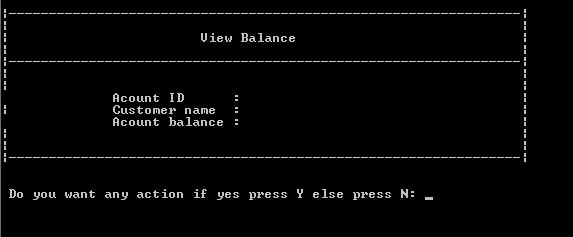 View Balance
Acount ID :
Customer name :
Acount balance :
Do you want any action if yes press Y else press N: _